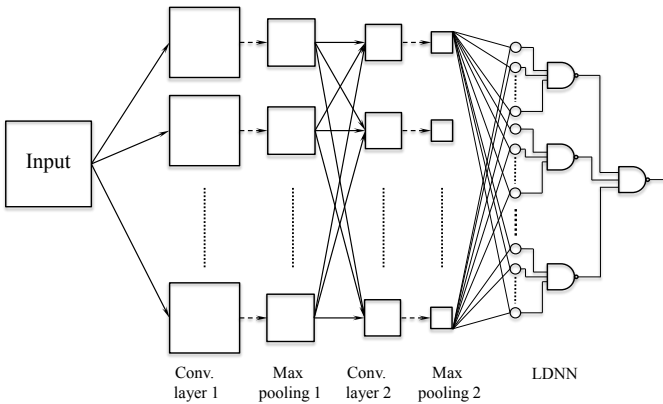 Input
Conv.
layer 1
Max
pooling 1
Conv.
layer 2
Max
pooling 2
LDNN